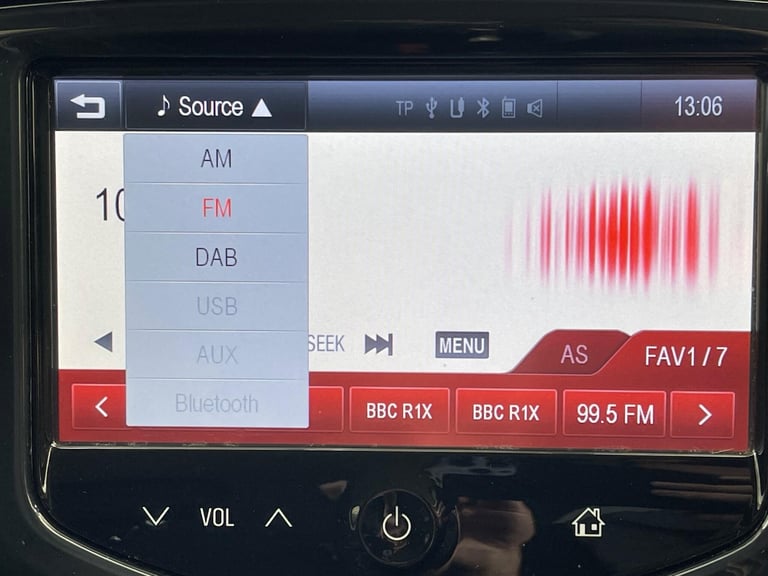 Source
TP
13:06
AM
FM
DAB
USB
AUX
Bluetooth
10
SEEK
MENU
AS
FAV1 / 7
BBC R1X
BBC R1X
99.5 FM
VOL